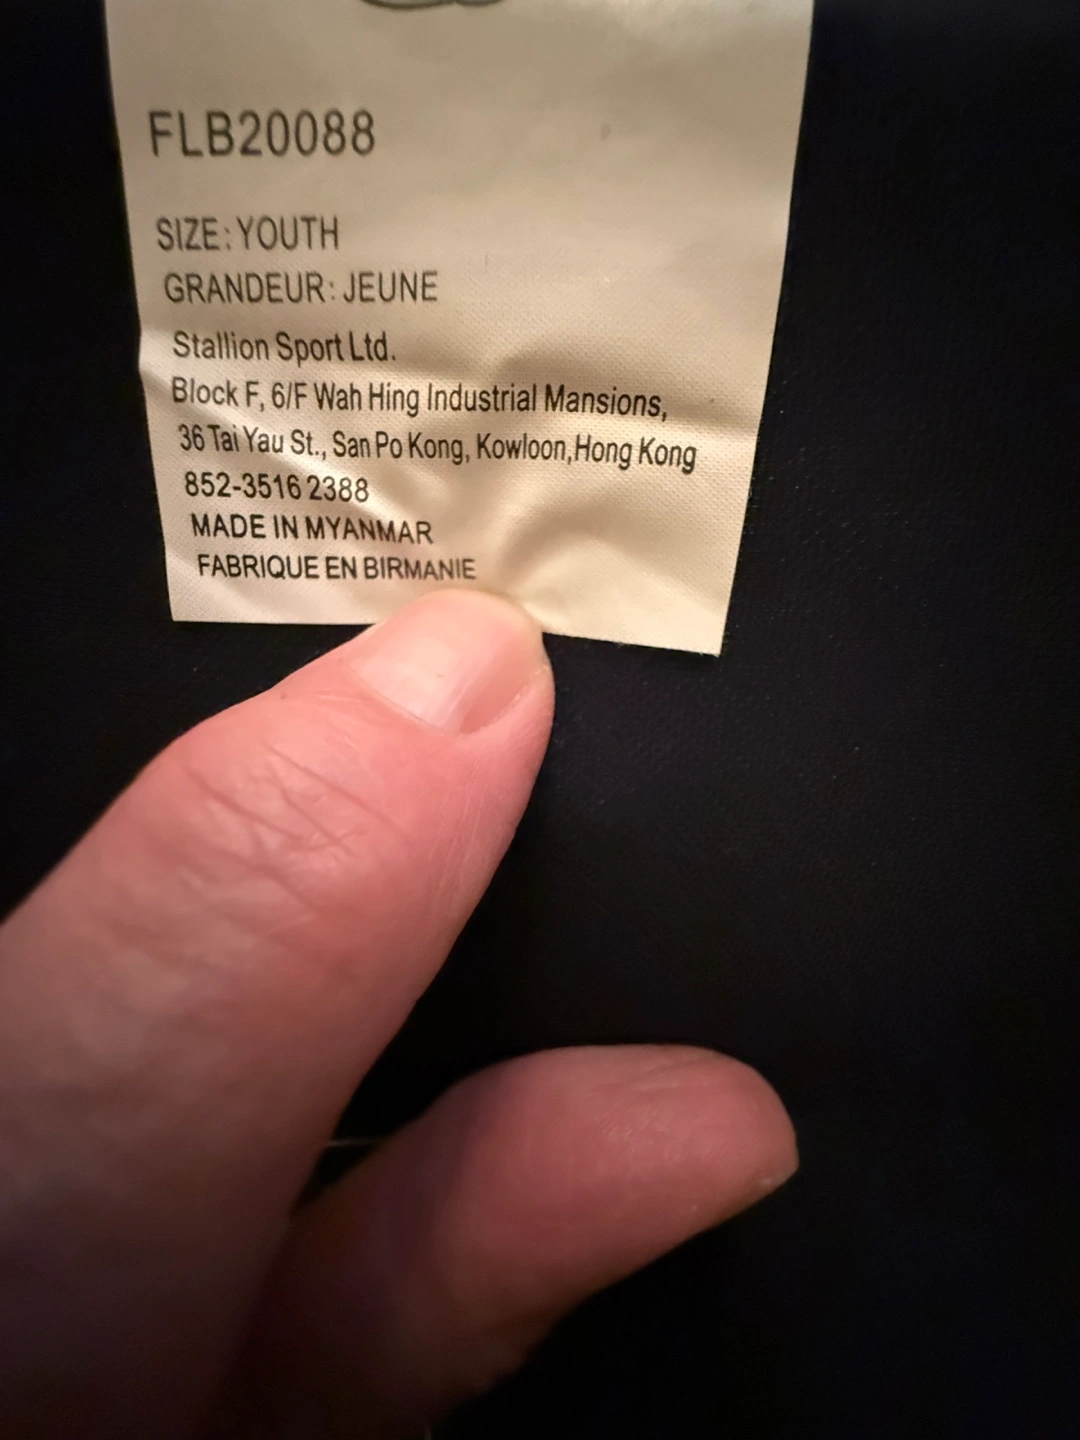 FLB20088
SIZE: YOUTH
GRANDEUR: JEUNE
Stallion Sport Ltd.
Block F, 6/F Wah Hing Industrial Mansions,
36 Tai Yau St., San Po Kong, Kowloon,Hong Kong
852-3516 2388
MADE IN MYANMAR
FABRIQUE EN BIRMANIE